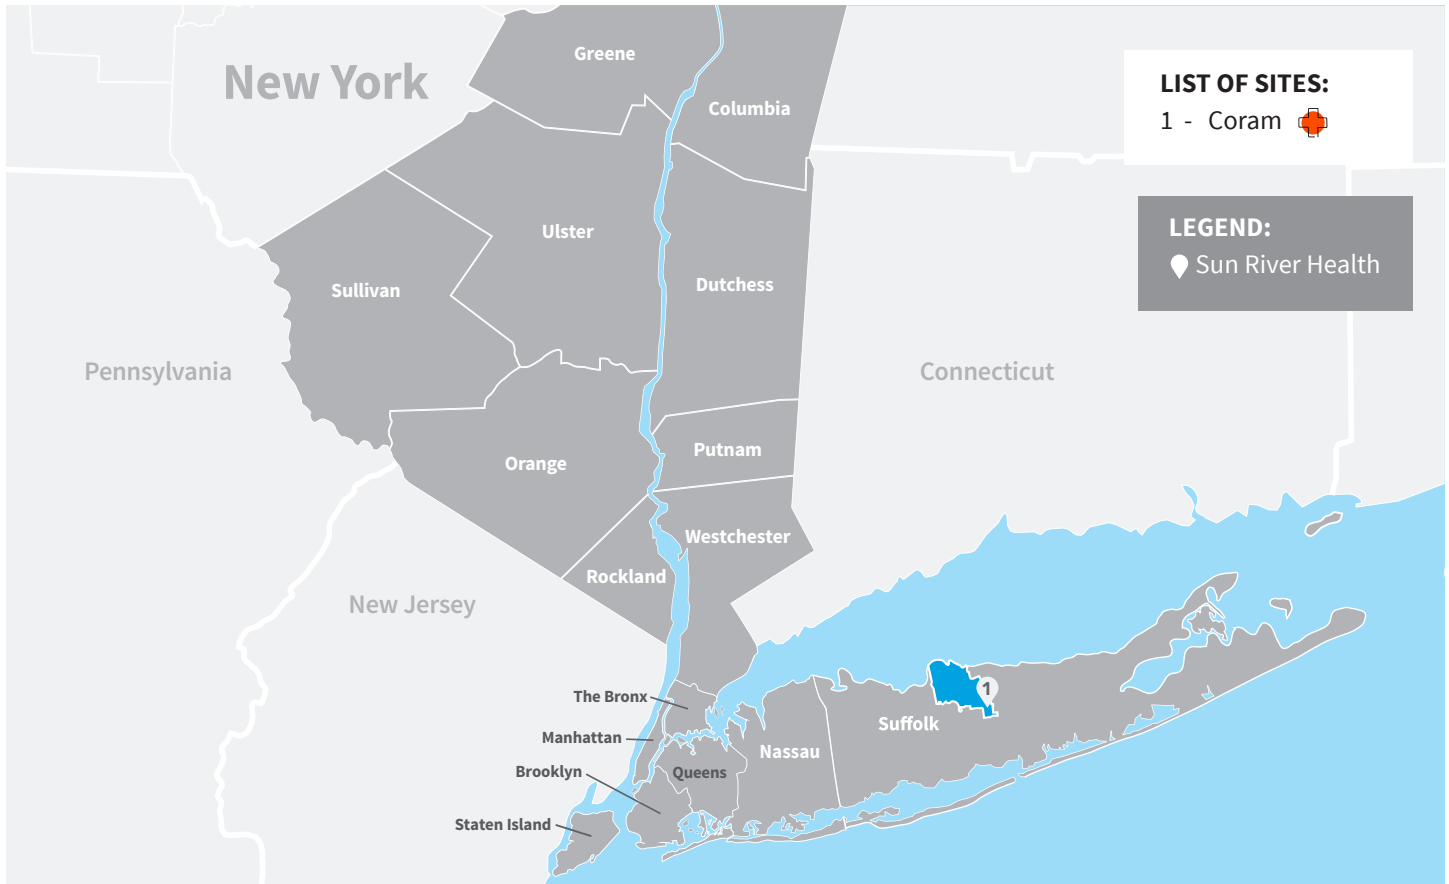 Greene
New York
Columbia
LIST OF SITES:
1 - Coram
LEGEND:
Sun River Health
Ulster
Sullivan
Dutchess
Pennsylvania
Connecticut
Putnam
Orange
Westchester
Rockland
New Jersey
1
The Bronx
Suffolk
Manhattan
Nassau
Brooklyn
Queens
Staten Island